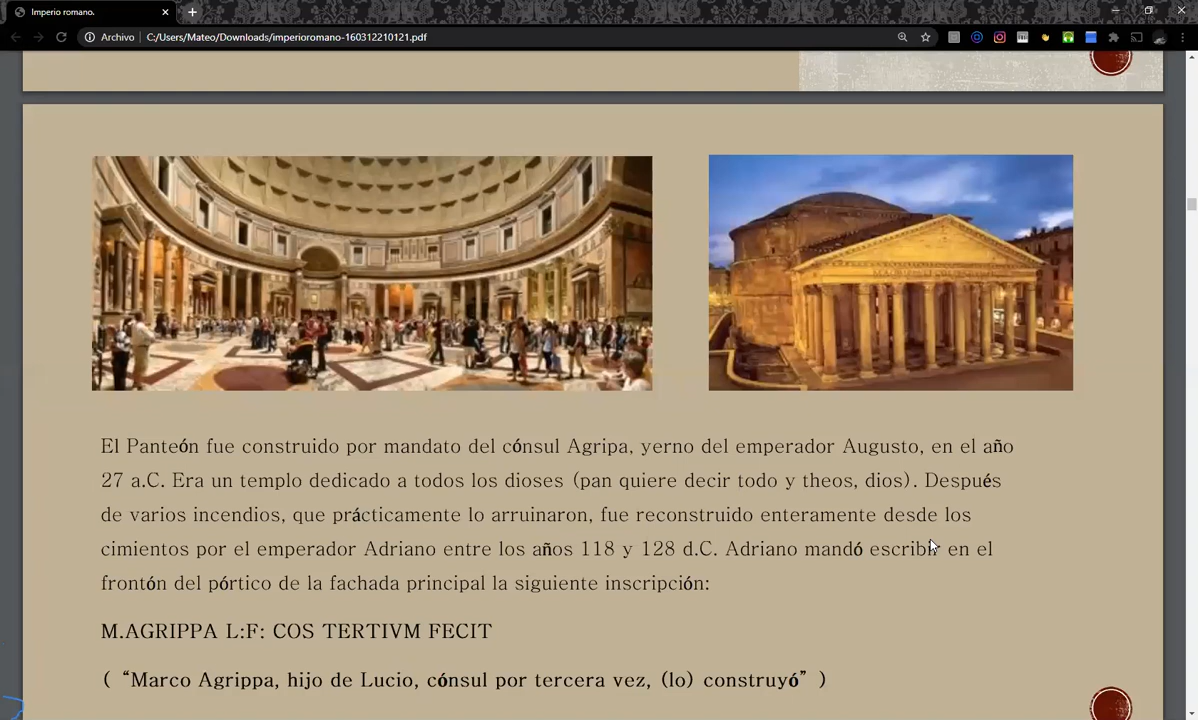 Imperio romano.
Archivo C:/Users/Mateo/Downloads/imperioromano-160312210121.pdf
El Panteón fue construido por mandato del cónsul Agripa, yerno del emperador Augusto, en el año
27 a.C. Era un templo dedicado a todos los dioses (pan quiere decir todo y theos, dios). Después
de varios incendios, que prácticamente lo arruinaron, fue reconstruido enteramente desde los
cimientos por el emperador Adriano entre los años 118 y 128 d.C. Adriano mandó escribir en el
frontón del pórtico de la fachada principal la siguiente inscripción:
M.AGRIPPA L:F: COS TERTIVM FECIT
( “Marco Agrippa, hijo de Lucio, cónsul por tercera vez, (lo) construyó” )